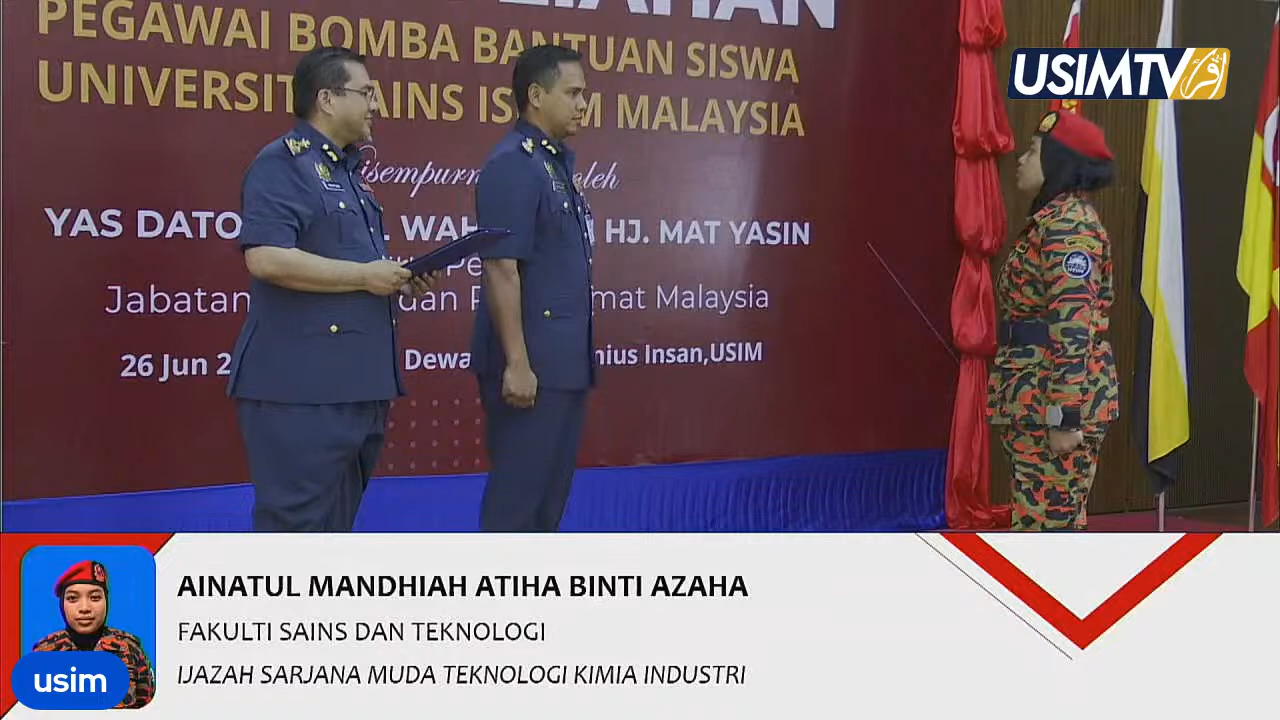 PEGAWAI BOMBA BANTUAN SISWA
UNIVERSIT AINS IS M MALAYSIA
isempurn oleh
YAS DATO . WAH HJ. MAT YASIN
Jabatan dan mat Malaysia
26 Jun 2 Dewa nius Insan,USIM
USIMTV
AINATUL MANDHIAH ATIHA BINTI AZAHA
FAKULTI SAINS DAN TEKNOLOGI
IJAZAH SARJANA MUDA TEKNOLOGI KIMIA INDUSTRI
usim